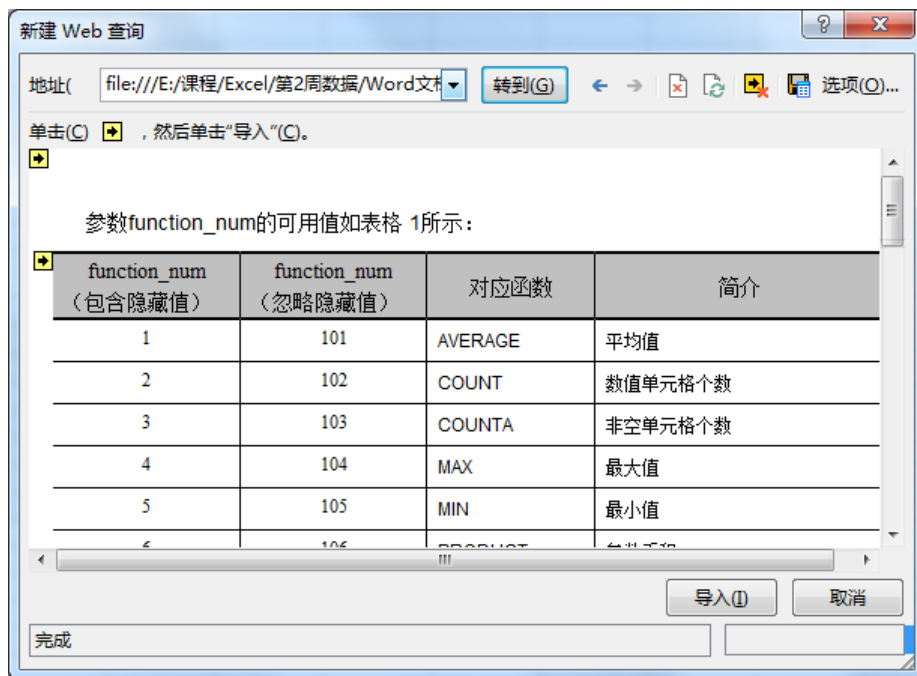 新建 Web 查询
地址( file:///E:/课程/Excel/第2周数据/Word文 转到(G) 选项(O)...
单击(C) ，然后单击“导入”(C)。
参数function_num的可用值如表格 1所示：
function_num function_num 对应函数 简介
（包含隐藏值） （忽略隐藏值）
1 101 AVERAGE 平均值
2 102 COUNT 数值单元格个数
3 103 COUNTA 非空单元格个数
4 104 MAX 最大值
5 105 MIN 最小值
6 106 PRODUCT
导入(I) 取消
完成